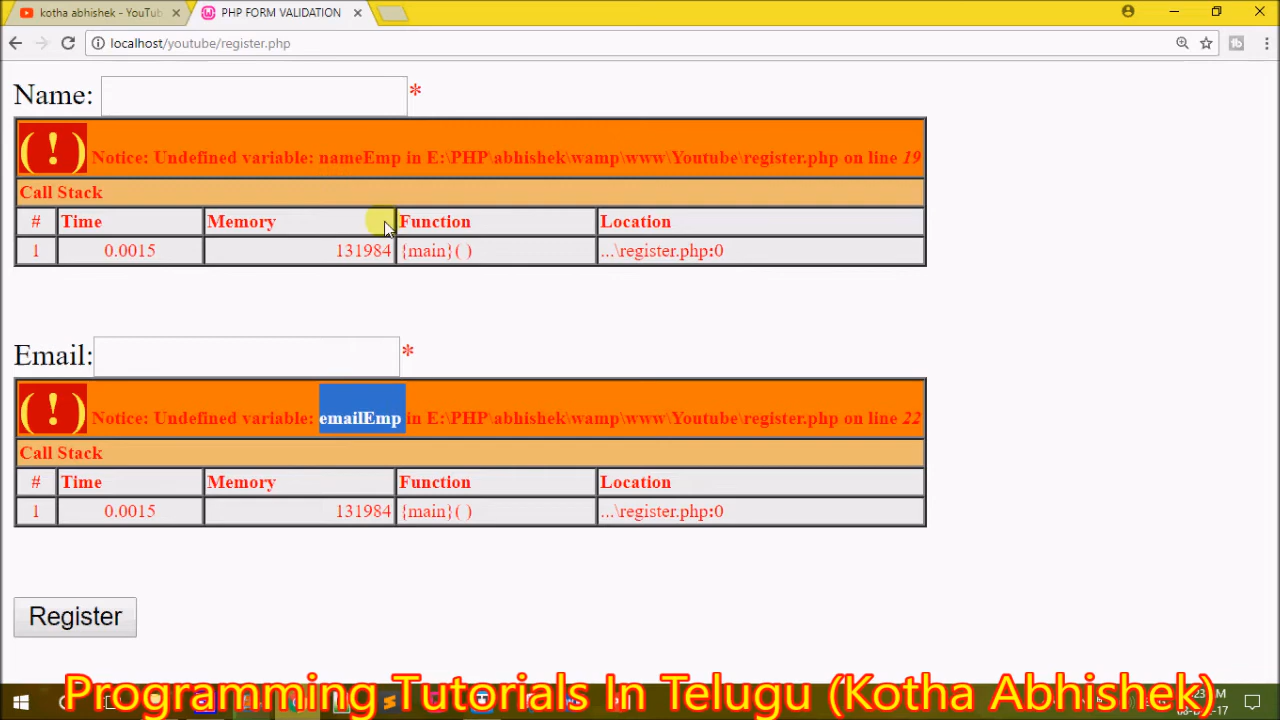 kotha abhishek - YouTub
PHP FORM VALIDATION
localhost/youtube/register.php
Name: *
( ! ) Notice: Undefined variable: nameEmp in E:\PHP\abhishek\wamp\www\Youtube\register.php on line 19
Call Stack
# Time Memory Function Location
1 0.0015 131984 {main}( ) ...\register.php:0
Email: *
( ! ) Notice: Undefined variable: emailEmp in E:\PHP\abhishek\wamp\www\Youtube\register.php on line 22
Call Stack
# Time Memory Function Location
1 0.0015 131984 {main}( ) ...\register.php:0
Register
Programming Tutorials In Telugu (Kotha Abhishek)